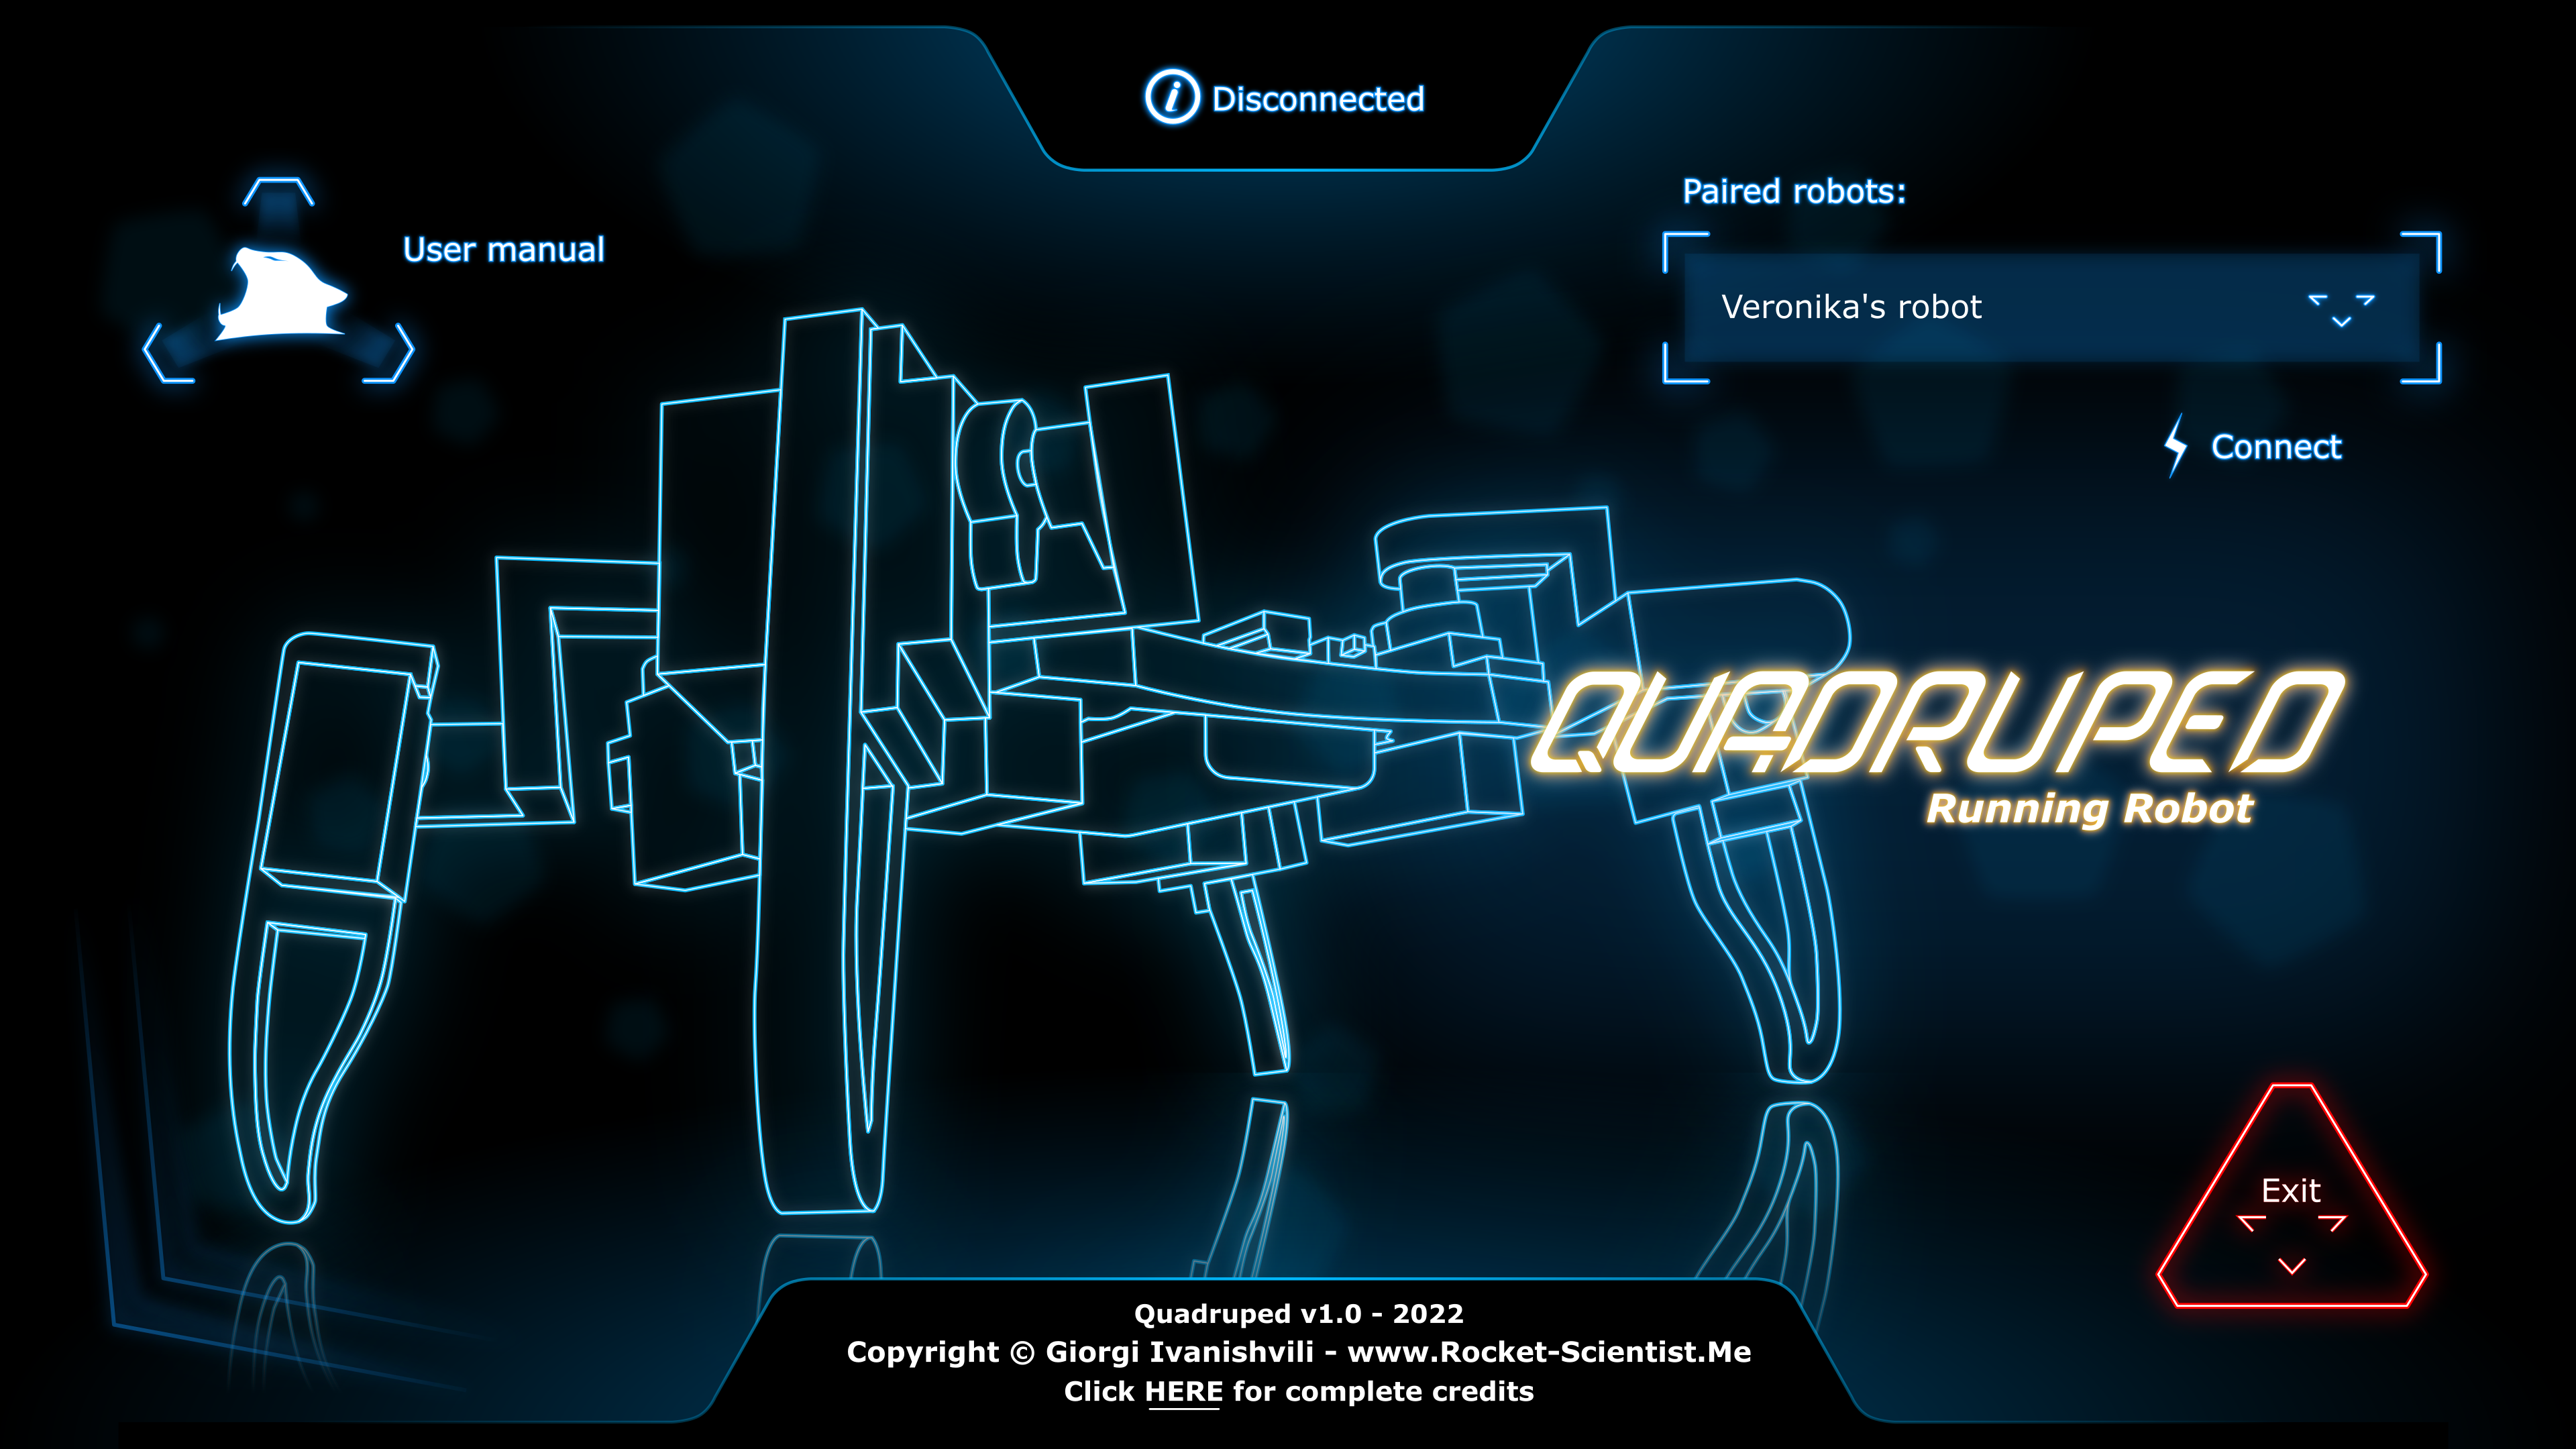 Disconnected
User manual
Paired robots:
Veronika's robot
Connect
QUADRUPED
Running Robot
Exit
Quadruped v1.0 - 2022
Copyright © Giorgi Ivanishvili - www.Rocket-Scientist.Me
Click HERE for complete credits